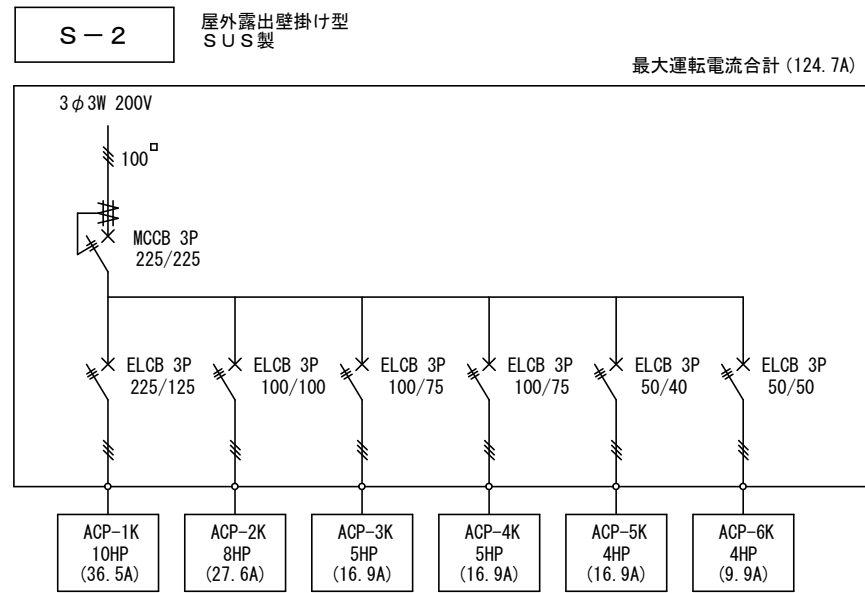 S-2
屋外露出壁掛け型
SUS製
最大運転電流合計(124.7A)
3φ3W 200V
100□
MCCB 3P
225/225
ELCB 3P
225/125
ELCB 3P
100/100
ELCB 3P
100/75
ELCB 3P
100/75
ELCB 3P
50/40
ELCB 3P
50/50
ACP-1K
10HP
(36.5A)
ACP-2K
8HP
(27.6A)
ACP-3K
5HP
(16.9A)
ACP-4K
5HP
(16.9A)
ACP-5K
4HP
(16.9A)
ACP-6K
4HP
(9.9A)